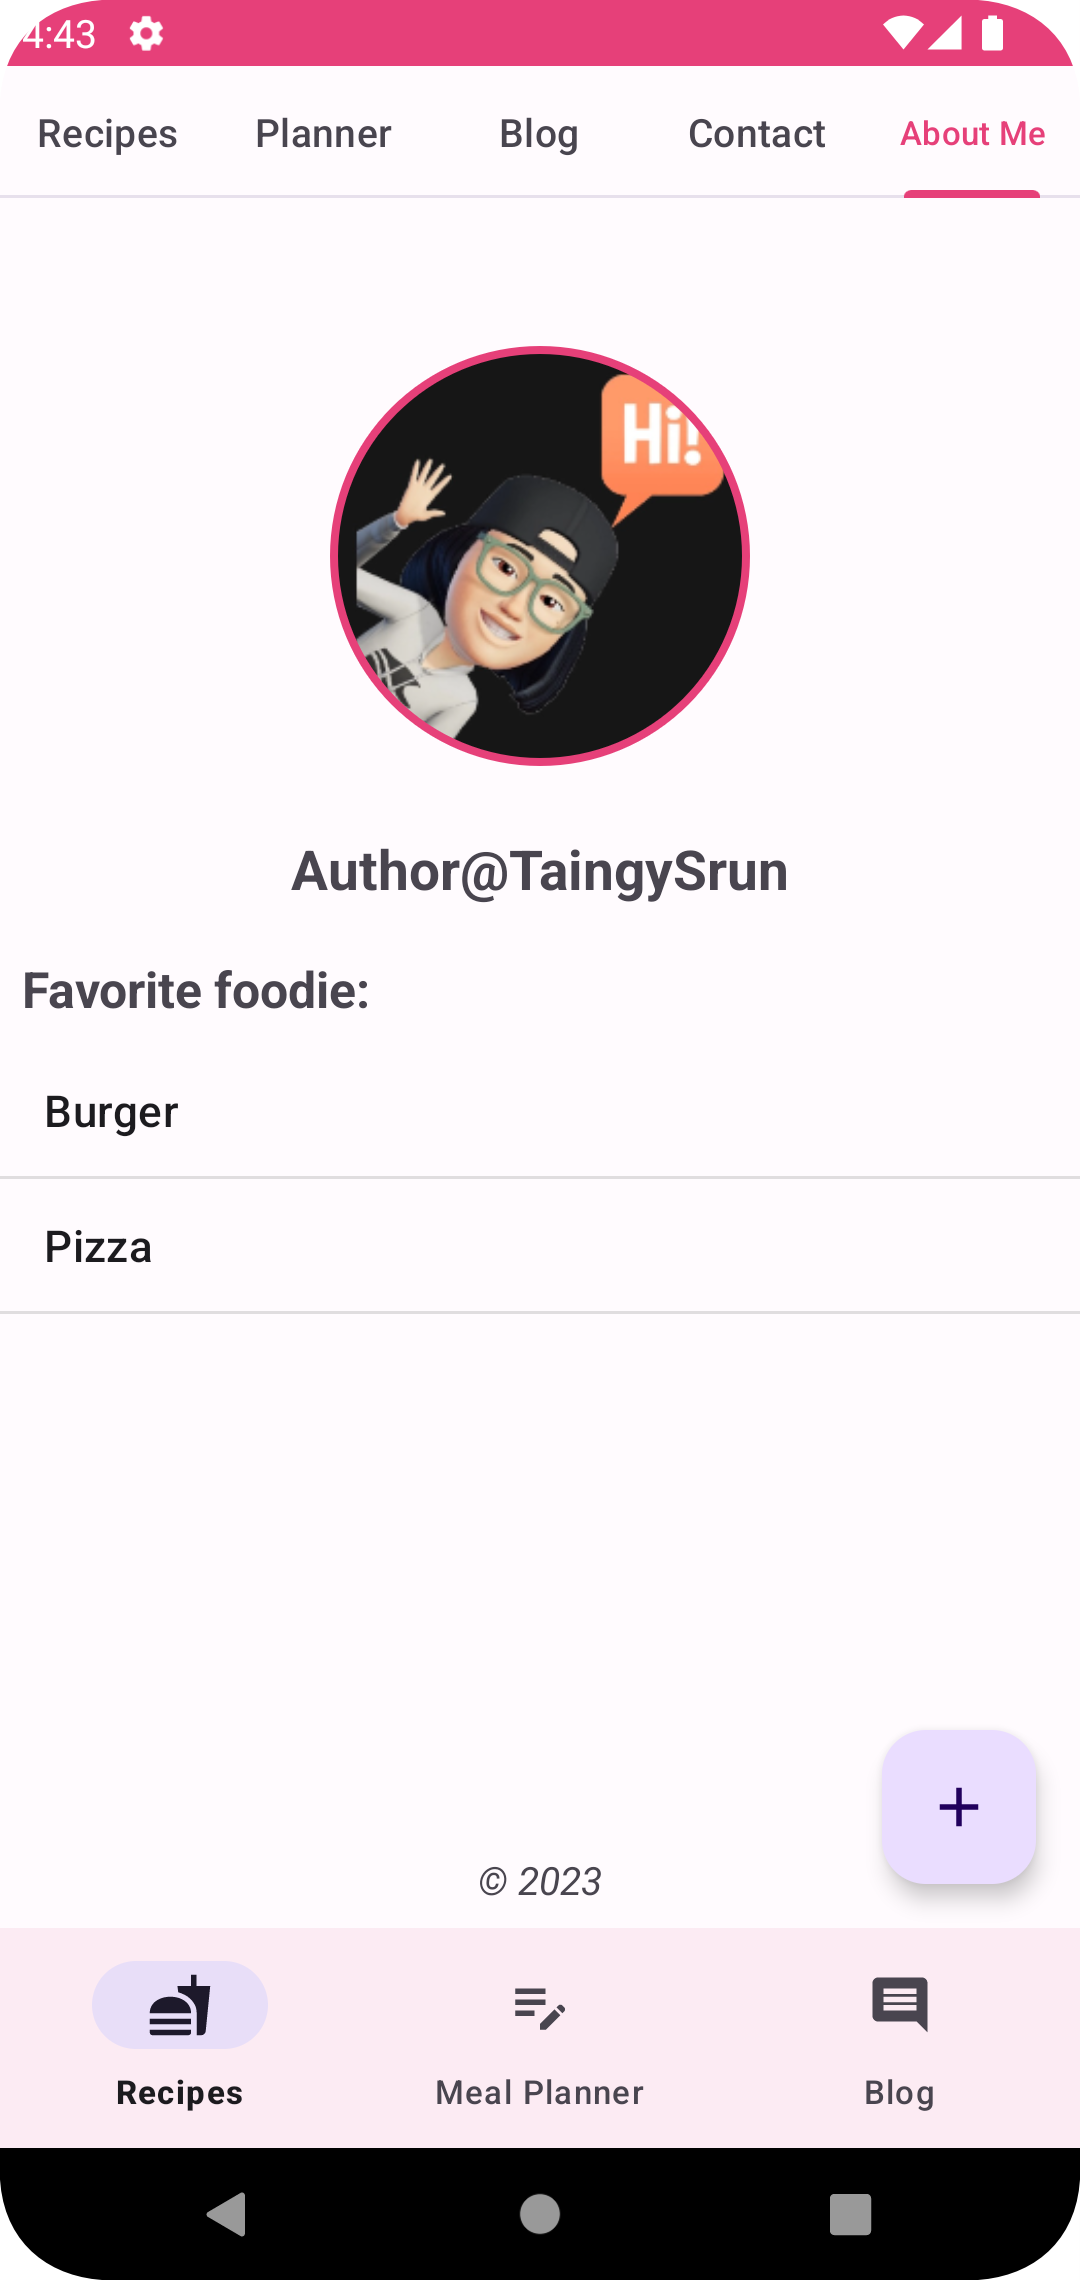 4:43
Recipes Planner Blog Contact About Me
Hi!
Author@TaingySrun
Favorite foodie:
Burger
Pizza
© 2023
Recipes Meal Planner Blog